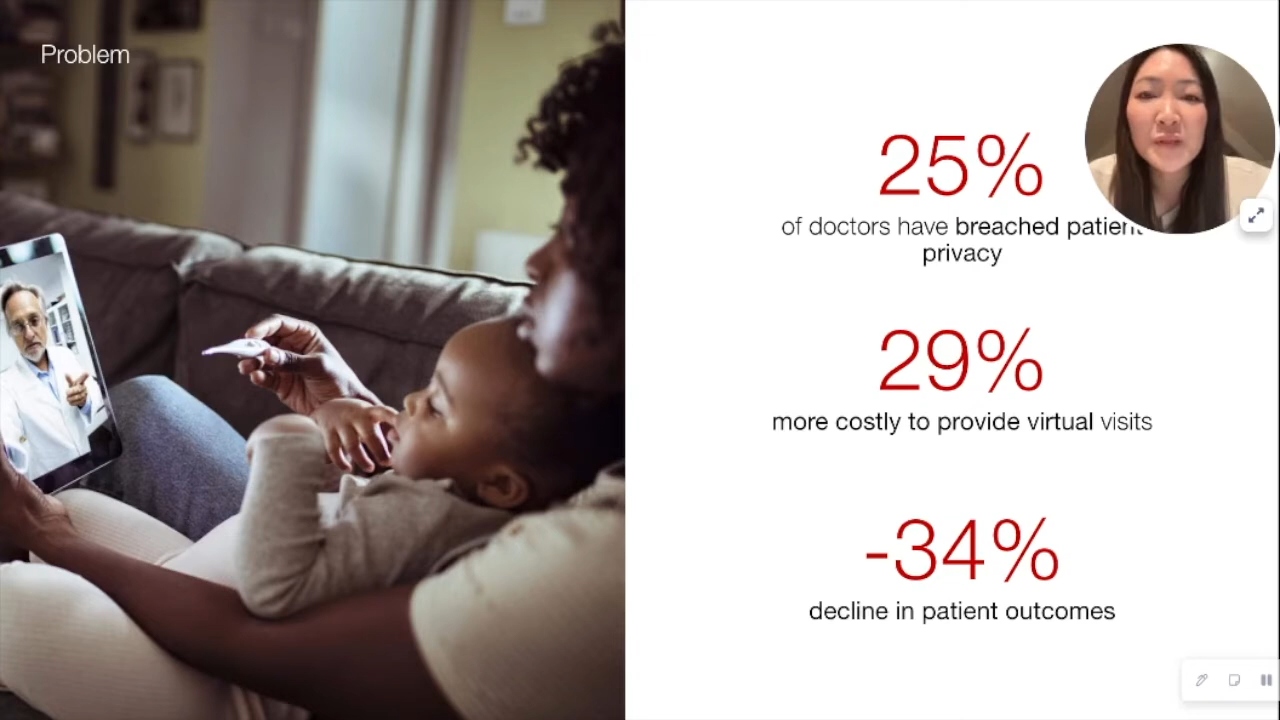 Problem
25%
of doctors have breached patient
privacy
29%
more costly to provide virtual visits
-34%
decline in patient outcomes